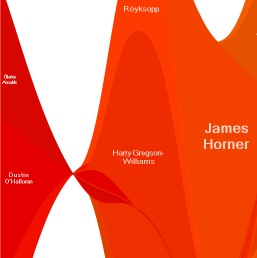 Röyksopp
Ólafur
Arnalds
James
Horner
Harry Gregson-
Williams
Dustin
O'Halloran